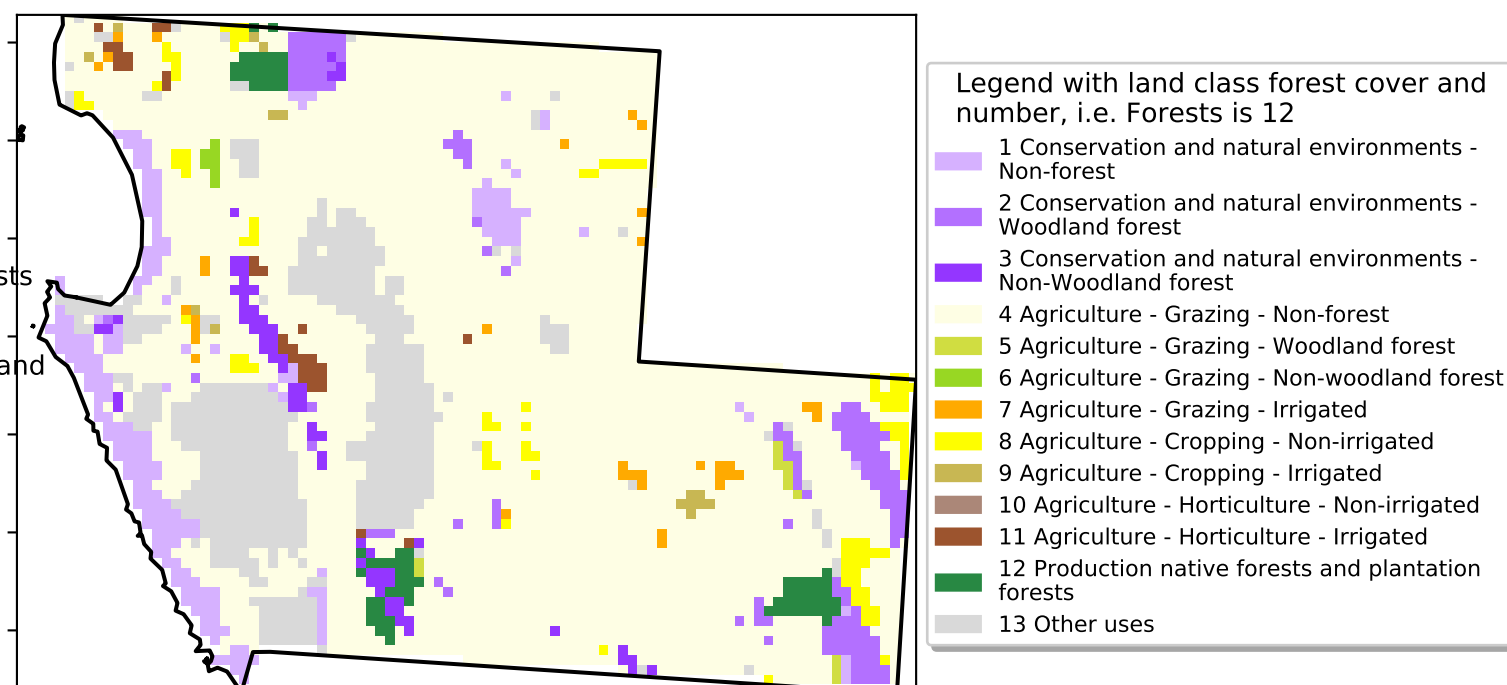 sts
and
Legend with land class forest cover and
number, i.e. Forests is 12
1 Conservation and natural environments -
Non-forest
2 Conservation and natural environments -
Woodland forest
3 Conservation and natural environments -
Non-Woodland forest
4 Agriculture - Grazing - Non-forest
5 Agriculture - Grazing - Woodland forest
6 Agriculture - Grazing - Non-woodland forest
7 Agriculture - Grazing - Irrigated
8 Agriculture - Cropping - Non-irrigated
9 Agriculture - Cropping - Irrigated
10 Agriculture - Horticulture - Non-irrigated
11 Agriculture - Horticulture - Irrigated
12 Production native forests and plantation
forests
13 Other uses